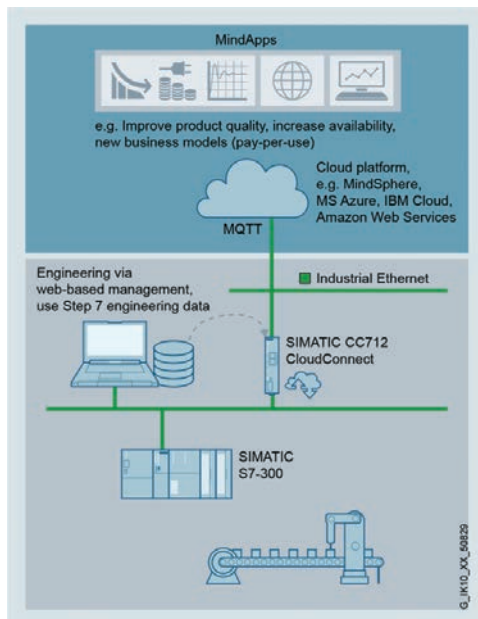 MindApps
e.g. Improve product quality, increase availability,
new business models (pay-per-use)
Cloud platform,
e.g. MindSphere,
MS Azure, IBM Cloud,
Amazon Web Services
MQTT
Engineering via
web-based management,
use Step 7 engineering data
Industrial Ethernet
SIMATIC CC712
CloudConnect
SIMATIC
S7-300
G_IK10_XX_50829